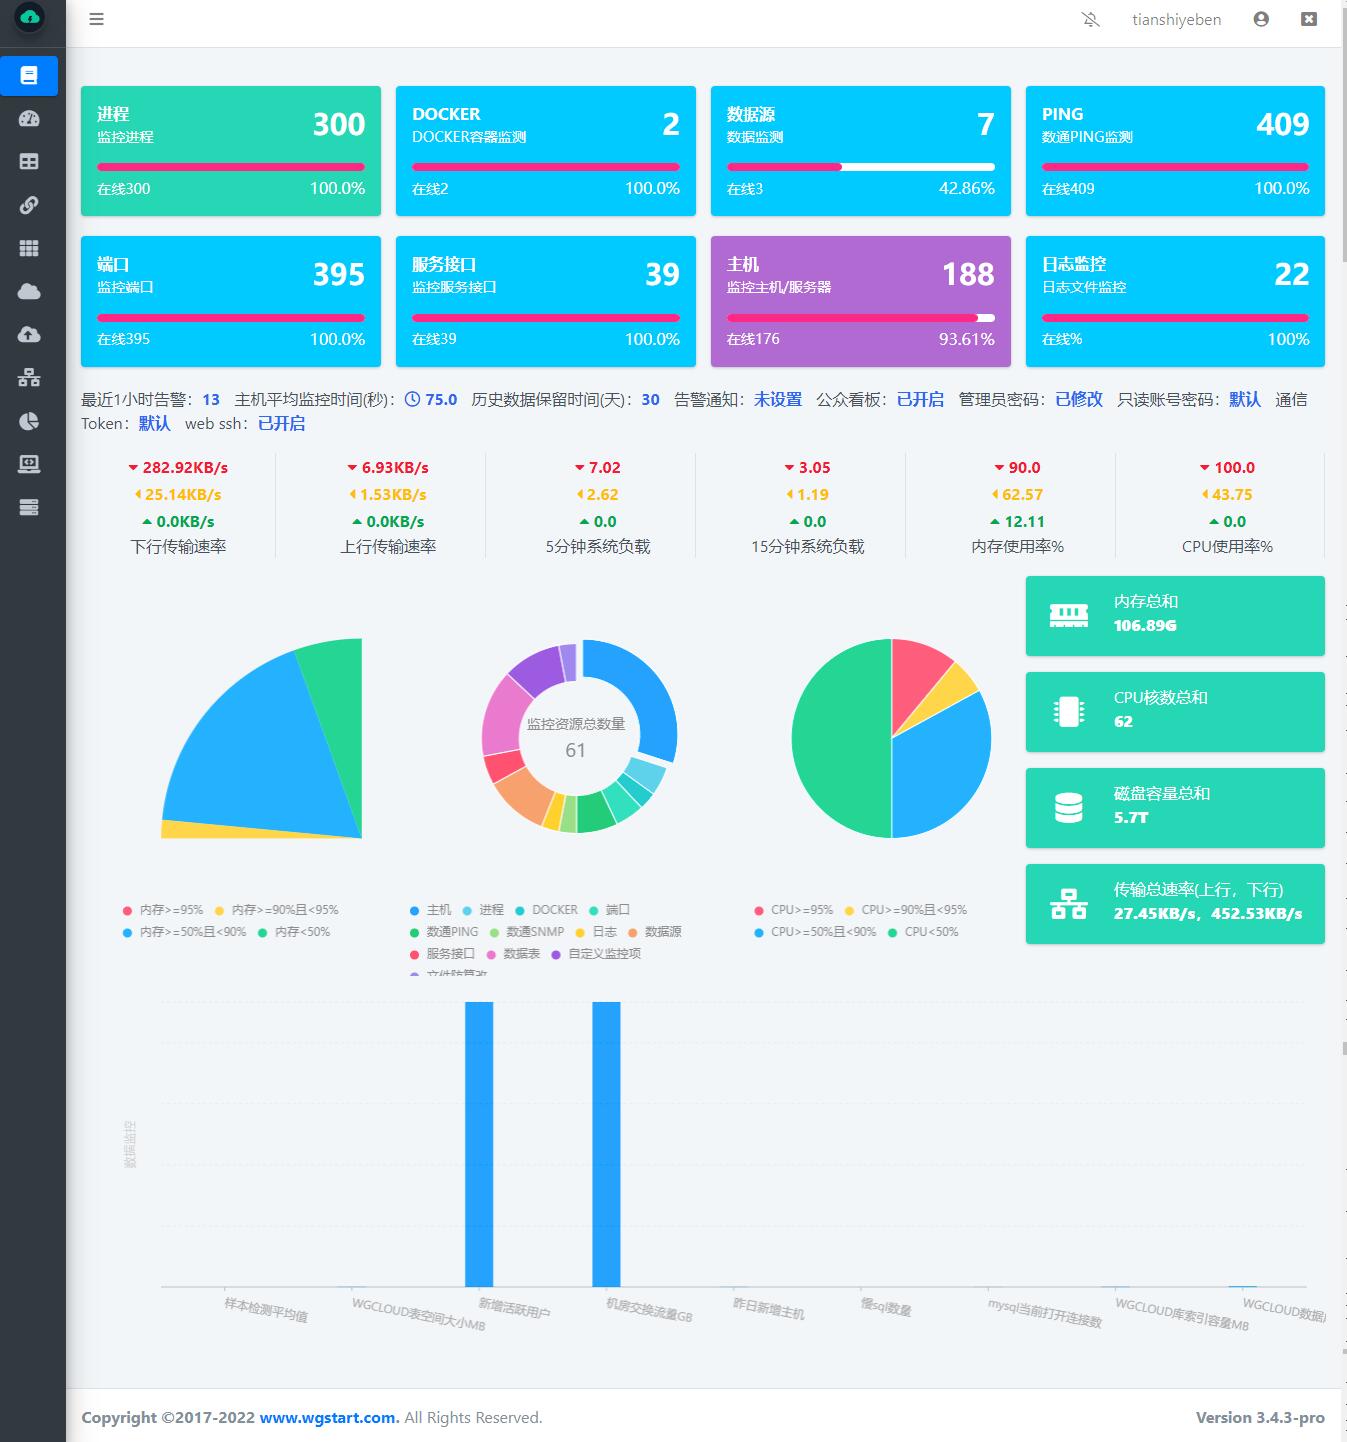 tianshiyeben
进程
监控进程
300
在线300
100.0%
DOCKER
DOCKER容器监测
2
在线2
100.0%
数据源
数据监测
7
在线3
42.86%
PING
数通PING监测
409
在线409
100.0%
端口
监控端口
395
在线395
100.0%
服务接口
监控服务接口
39
在线39
100.0%
主机
监控主机/服务器
188
在线176
93.61%
日志监控
日志文件监控
22
在线%
100%
最近1小时告警：13 主机平均监控时间(秒)：75.0 历史数据保留时间(天)：30 告警通知：未设置 公众看板：已开启 管理员密码：已修改 只读账号密码：默认 通信
Token：默认 web ssh：已开启
282.92KB/s
25.14KB/s
0.0KB/s
下行传输速率
6.93KB/s
1.53KB/s
0.0KB/s
上行传输速率
7.02
2.62
0.0
5分钟系统负载
3.05
1.19
0.0
15分钟系统负载
90.0
62.57
12.11
内存使用率%
100.0
43.75
0.0
CPU使用率%
内存>=95% 内存>=90%且<95%
内存>=50%且<90% 内存<50%
监控资源总数量
61
主机 进程 DOCKER 端口
数通PING 数通SNMP 日志 数据源
服务接口 数据表 自定义监控项
文件防篡改
CPU>=95% CPU>=90%且<95%
CPU>=50%且<90% CPU<50%
内存总和
106.89G
CPU核数总和
62
磁盘容量总和
5.7T
传输总速率(上行，下行)
27.45KB/s，452.53KB/s
数据监控
样本检测平均值
WGCLOUD表空间大小MB
新增活跃用户
机房交换流量GB
昨日新增主机
慢sql数量
mysql当前打开连接数
WGCLOUD库索引容量MB
WGCLOUD数据
Copyright ©2017-2022 www.wgstart.com. All Rights Reserved.
Version 3.4.3-pro